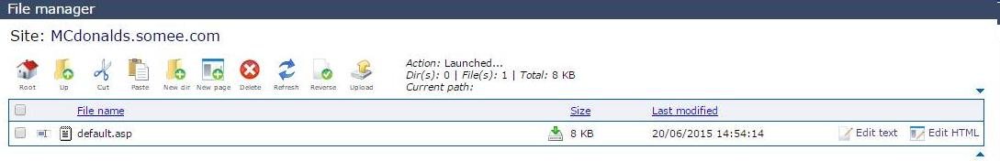 File manager
Site: MCdonalds.somee.com
Root Up Cut Paste New dir New page Delete Refresh Reverse Upload
Action: Launched...
Dir(s): 0 | File(s): 1 | Total: 8 KB
Current path:
File name Size Last modified
default.asp 8 KB 20/06/2015 14:54:14 Edit text Edit HTML